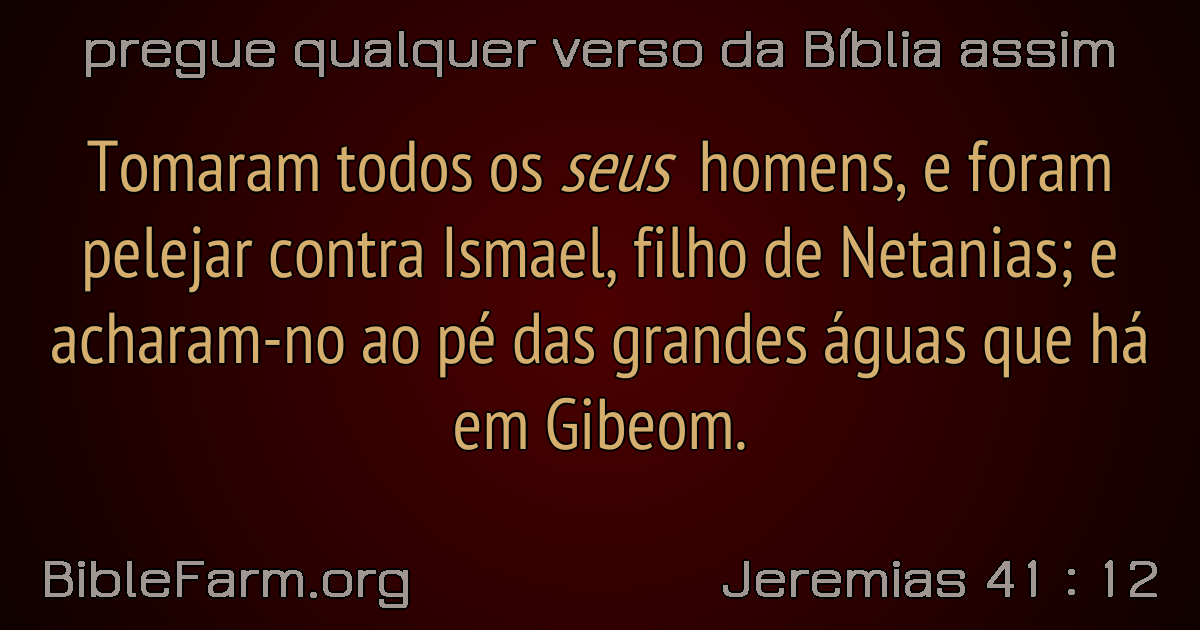 pregue qualquer verso da Bíblia assim
Tomaram todos os seus homens, e foram
pelejar contra Ismael, filho de Netanias; e
acharam-no ao pé das grandes águas que há
em Gibeom.
BibleFarm.org
Jeremias 41 : 12